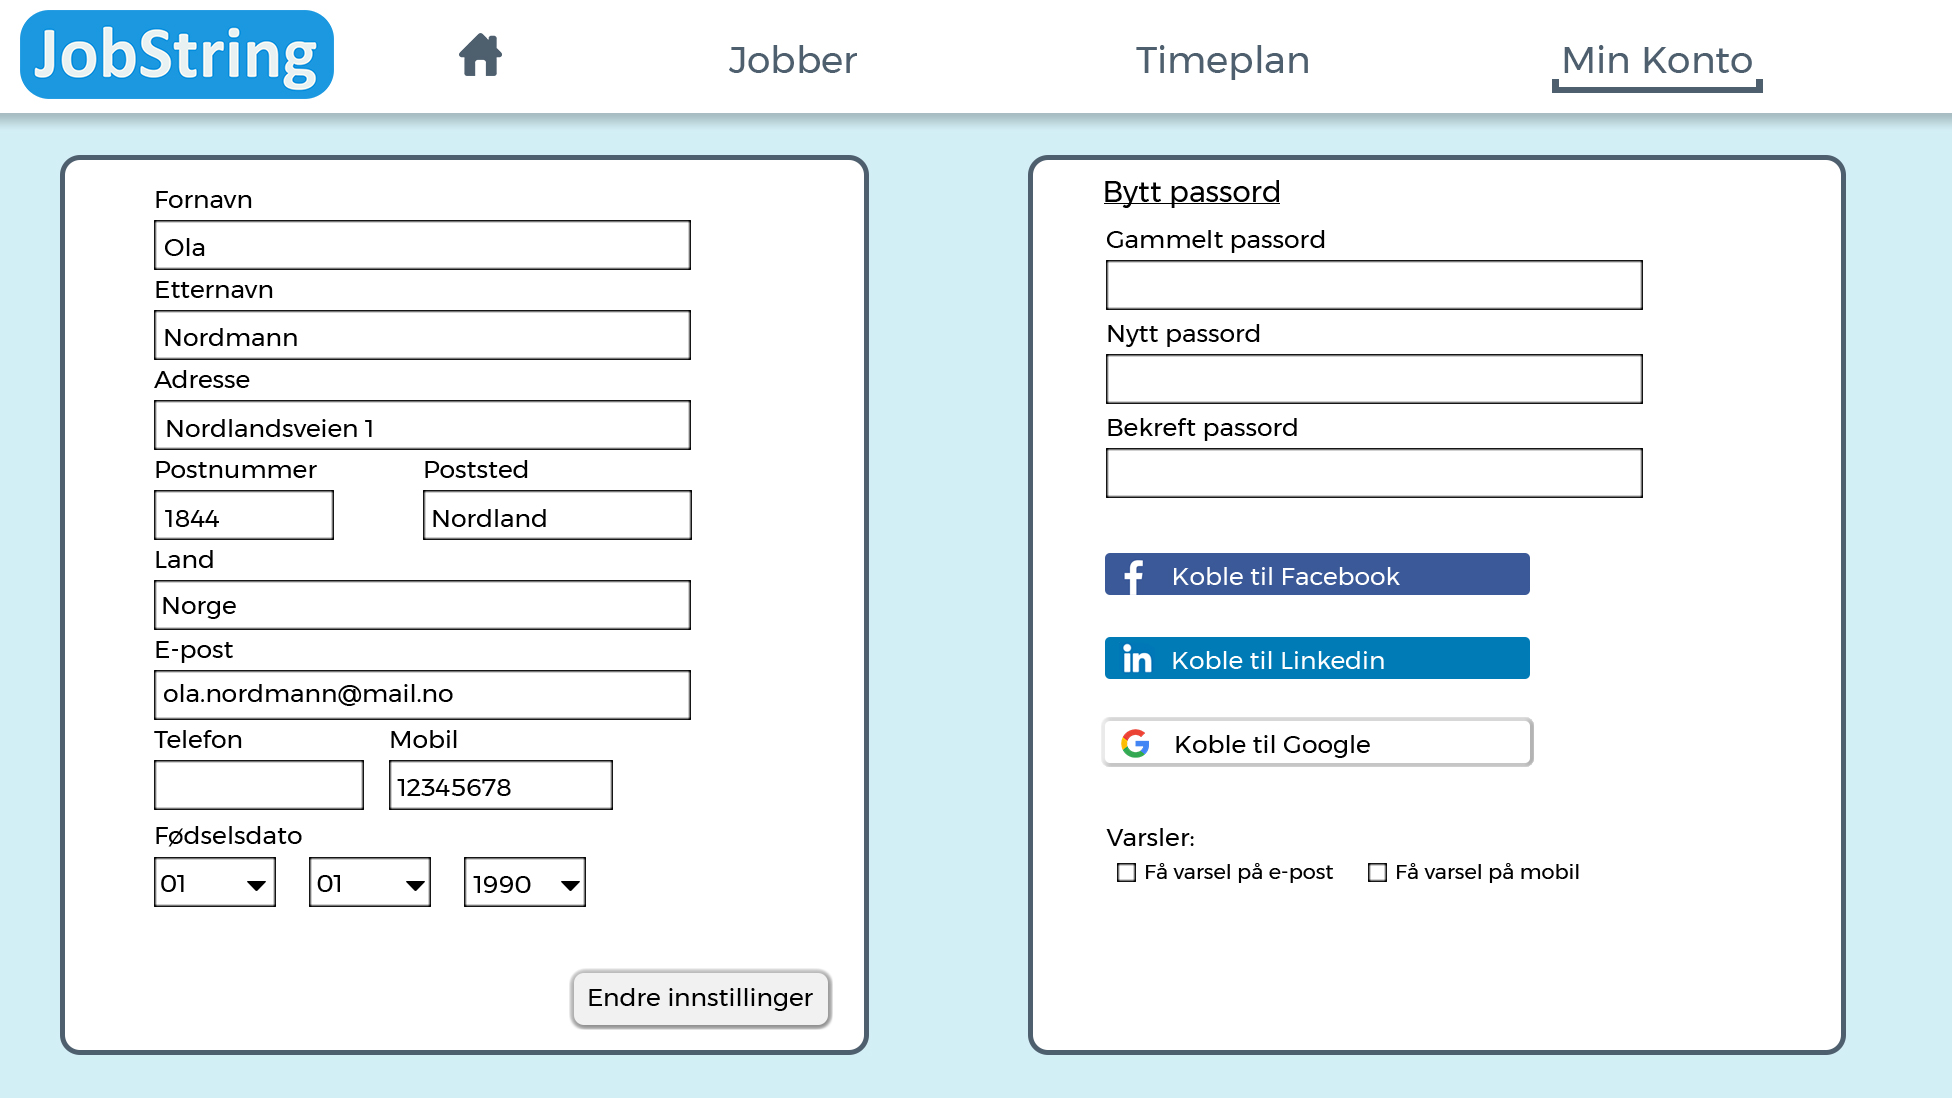 JobString
Jobber
Timeplan
Min Konto
Fornavn
Ola
Etternavn
Nordmann
Adresse
Nordlandsveien 1
Postnummer Poststed
1844 Nordland
Land
Norge
E-post
ola.nordmann@mail.no
Telefon Mobil
12345678
Fødselsdato
01 01 1990
Endre innstillinger
Bytt passord
Gammelt passord
Nytt passord
Bekreft passord
Koble til Facebook
Koble til Linkedin
Koble til Google
Varsler:
Få varsel på e-post Få varsel på mobil